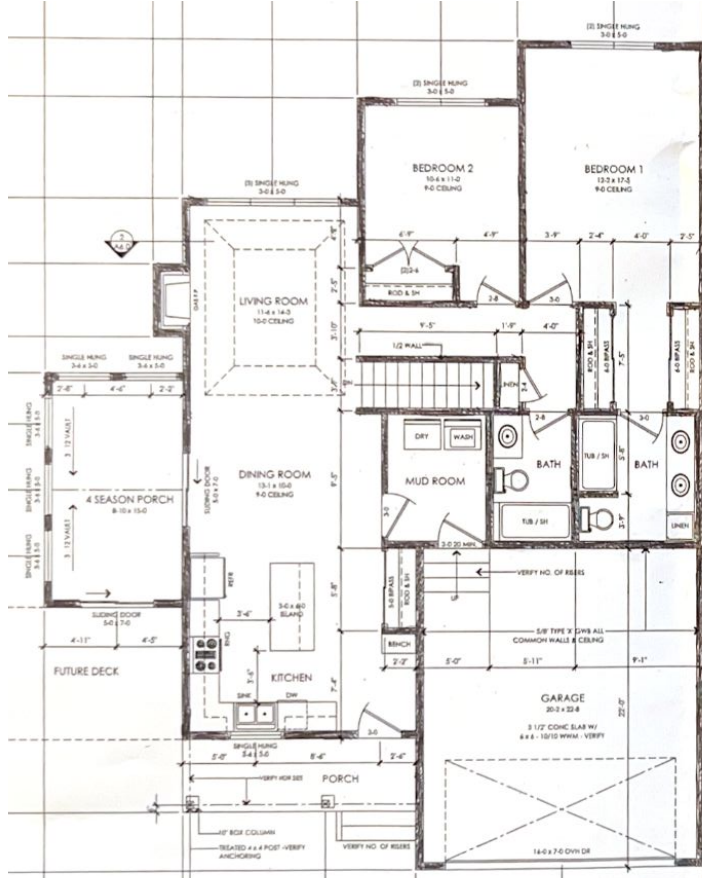 (2) SINGLE HUNG
3-0 x 5-0
(2) SINGLE HUNG
3-0 x 5-0
BEDROOM 2
10-6 x 11-0
9-0 CEILING
BEDROOM 1
9-0 CEILING
(3) SINGLE HUNG
3-0 x 5-0
2
A6.0
6'-9"
4'-9"
3'-9"
2'-4"
4'-0"
2'-5"
(2)2-6
ROD & SH
2-8
3-0
LIVING ROOM
10-0 CEILING
2'-5"
3'-10"
9'-5"
1'-9"
4'-0"
1/2 WALL
ROD & SH
6-0 BIPASS
7'-5"
6-0 BIPASS
ROD & SH
SINGLE HUNG
3-6 x 5-0
SINGLE HUNG
3-6 x 5-0
2'-8"
4'-6"
2'-2"
DN
LINEN
2-4
2-8
3-0
SINGLE HUNG
3-6 x 5-0
3 : 12 VAULT
DRY
WASH
BATH
TUB / SH
5'-8"
BATH
DINING ROOM
13-1 x 10-0
9-0 CEILING
9'-5"
MUD ROOM
SLIDING DOOR
5-0 x 7-0
4 SEASON PORCH
8-10 x 15-0
SINGLE HUNG
3-6 x 5-0
3-0
TUB / SH
3'-9"
LINEN
3 : 12 VAULT
SINGLE HUNG
3-6 x 5-0
3-0 20 MIN.
REFR
5'-8"
5-0 BIPASS
ROD & SH
VERIFY NO. OF RISERS
UP
SLIDING DOOR
5-0 x 7-0
3'-6"
ISLAND
4'-11"
4'-5"
RNG
5/8" TYPE 'X' GWB ALL
COMMON WALLS & CEILING
BENCH
2'-2"
5'-0"
5'-11"
9'-1"
FUTURE DECK
3'-6"
KITCHEN
7'-4"
SINK
DW
GARAGE
20-2 x 22-8
3 1/2" CONC SLAB W/
6 x 6 - 10/10 WWM - VERIFY
22'-0"
3-0
SINGLE HUNG
5'-0"
8'-6"
2'-6"
PORCH
10" BOX COLUMN
TREATED 4 x 4 POST -VERIFY
ANCHORING
VERIFY NO. OF RISERS
16-0 x 7-0 OVH DR